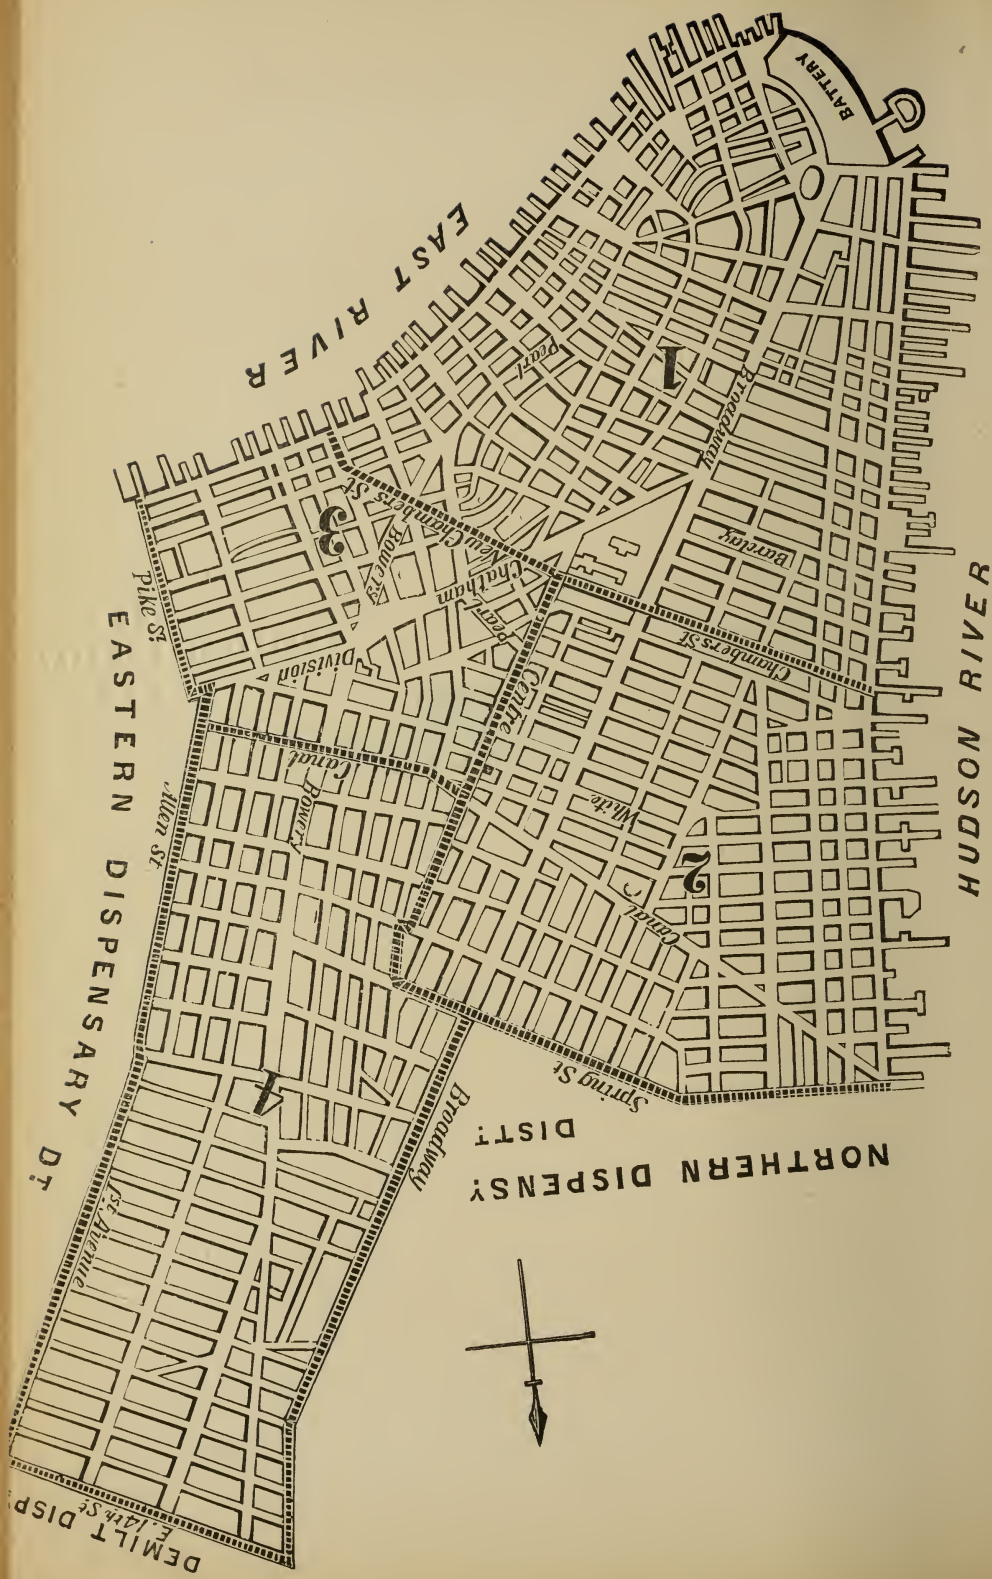 BATTERY
EAST RIVER
Pearl
1
Broadway
HUDSON RIVER
3
New Chambers St
Bowery
Barclay
Chatham
Pearl
Pike St
Chambers St
Division
Centre
EASTERN DISPENSARY DT.
Canal
Bowery
White
Allen St
2
Canal
Spring St
4
Broadway
NORTHERN DISPENSY
DISTT.
1st Avenue
E. 14th St
DEMILT DISP